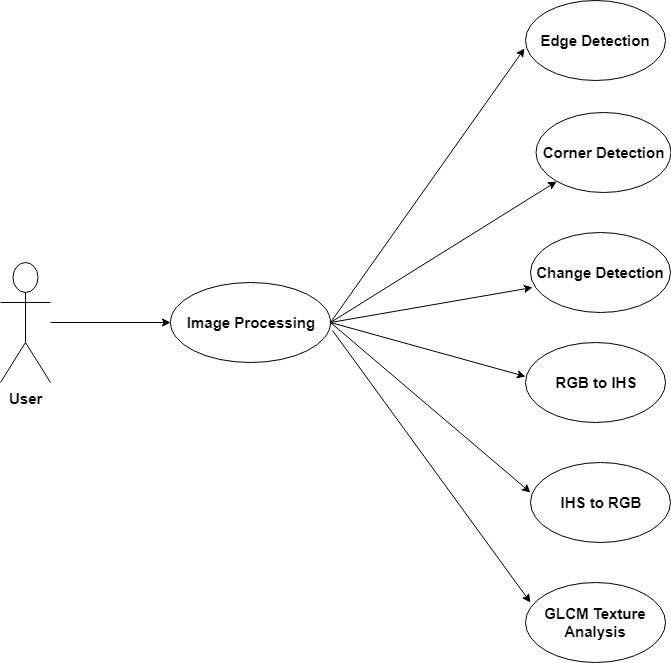 Edge Detection
Corner Detection
Change Detection
Image Processing
RGB to IHS
User
IHS to RGB
GLCM Texture
Analysis